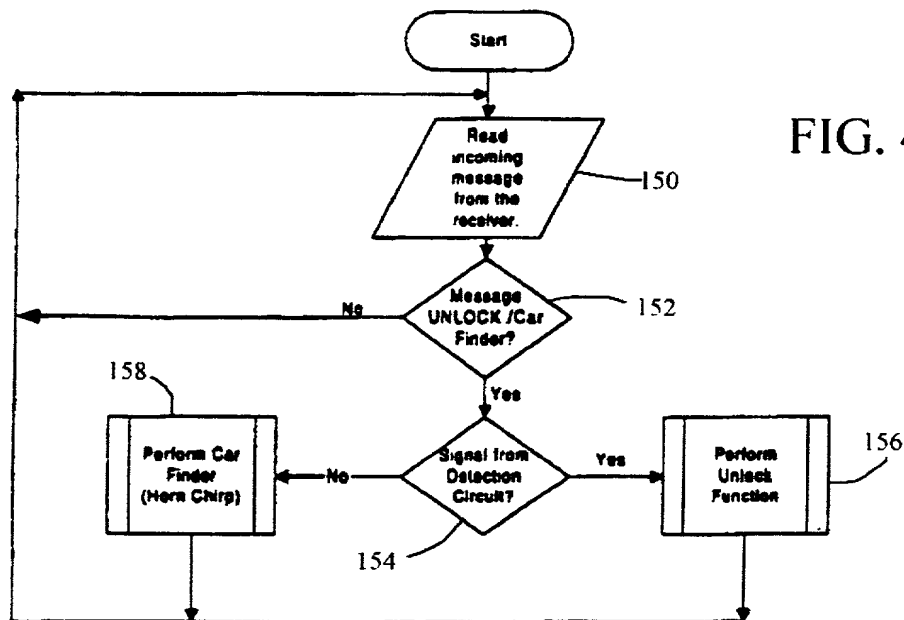 Start
FIG. 4
Read
incoming
message
from the
receiver.
150
Message
UNLOCK /Car
Finder?
152
No
Yes
158
Perform Car
Finder
(Horn Chirp)
No
Signal from
Detection
Circuit?
Yes
154
Perform
Unlock
Function
156